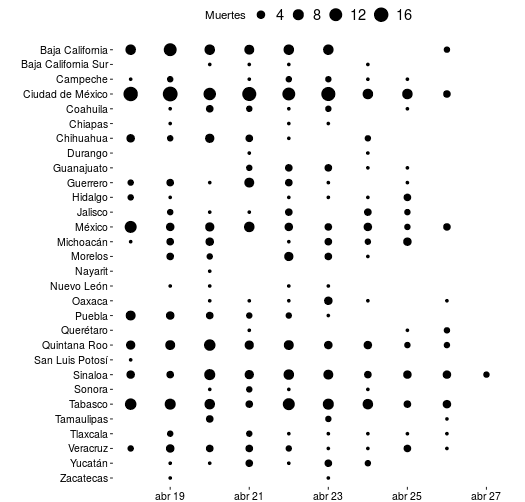 Muertes 4 8 12 16
Baja California
Baja California Sur
Campeche
Ciudad de México
Coahuila
Chiapas
Chihuahua
Durango
Guanajuato
Guerrero
Hidalgo
Jalisco
México
Michoacán
Morelos
Nayarit
Nuevo León
Oaxaca
Puebla
Querétaro
Quintana Roo
San Luis Potosí
Sinaloa
Sonora
Tabasco
Tamaulipas
Tlaxcala
Veracruz
Yucatán
Zacatecas
abr 19 abr 21 abr 23 abr 25 abr 27